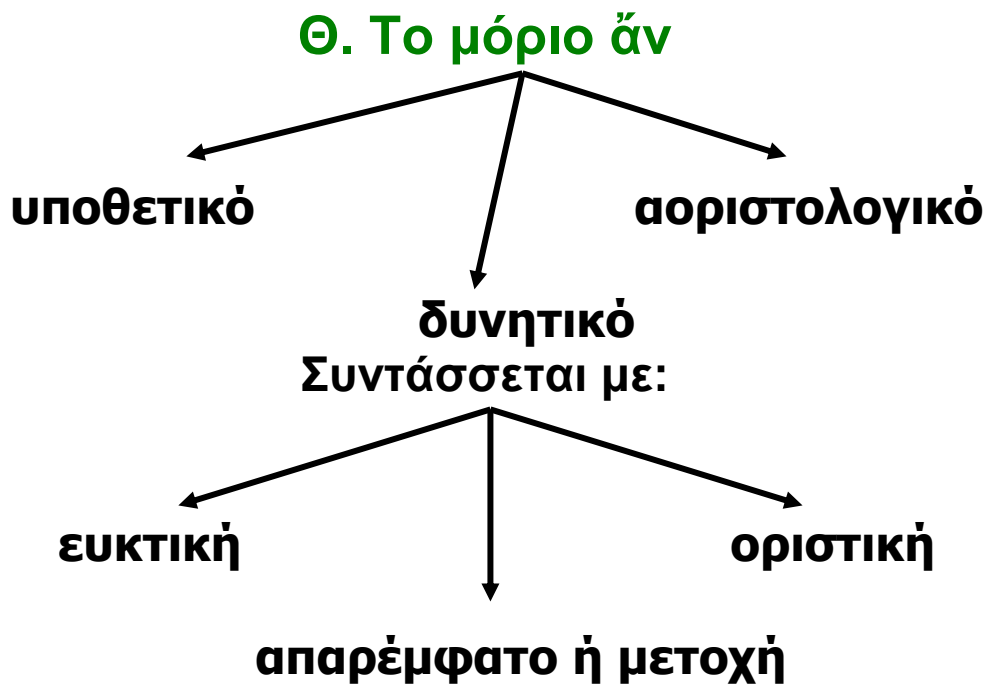 Θ. Το μόριο ἄν
υποθετικό
αοριστολογικό
δυνητικό
Συντάσσεται με:
ευκτική
οριστική
απαρέμφατο ή μετοχή